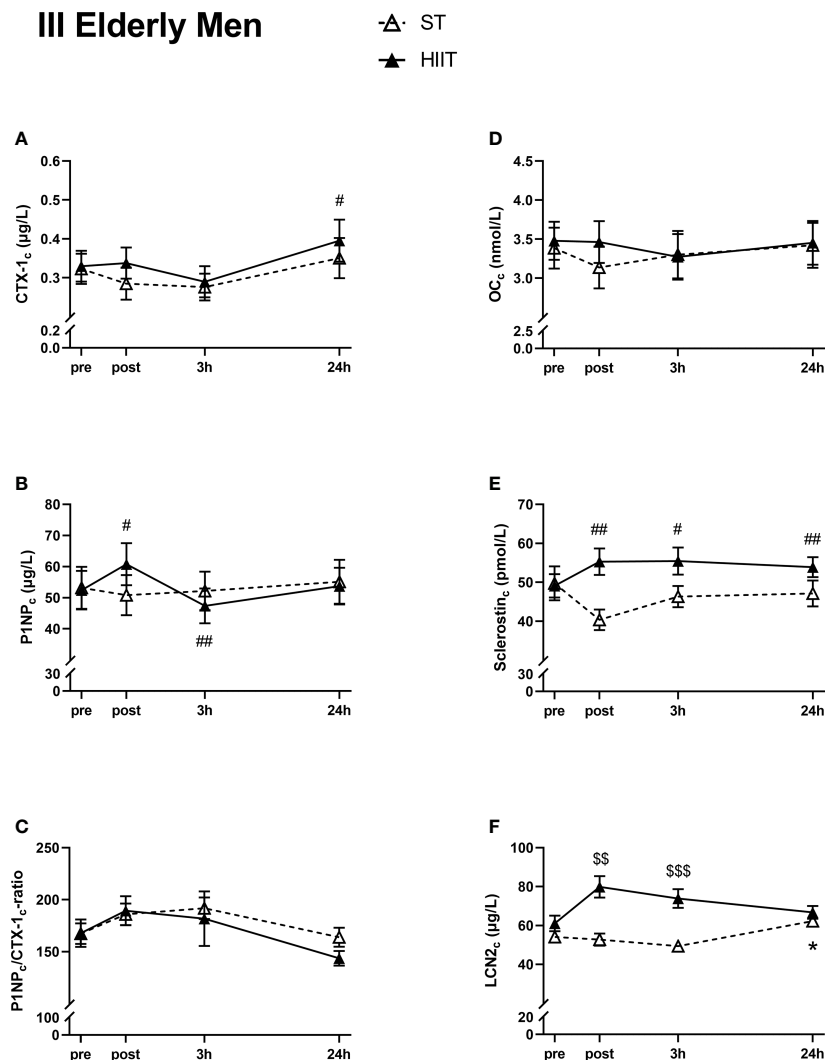 III Elderly Men
ST
HIIT
A
CTX-1c (µg/L)
0.6
0.5
0.4
0.3
0.2
0.0
#
pre post 3h 24h
D
OCc (nmol/L)
4.5
4.0
3.5
3.0
2.5
0.0
pre post 3h 24h
B
P1NPc (µg/L)
80
70
60
50
40
30
0
#
##
pre post 3h 24h
E
Sclerostinc (pmol/L)
70
60
50
40
30
0
## # ##
pre post 3h 24h
C
P1NPc/CTX-1c-ratio
250
200
150
100
0
pre post 3h 24h
F
LCN2c (µg/L)
100
80
60
40
20
0
$$ $$$
*
pre post 3h 24h